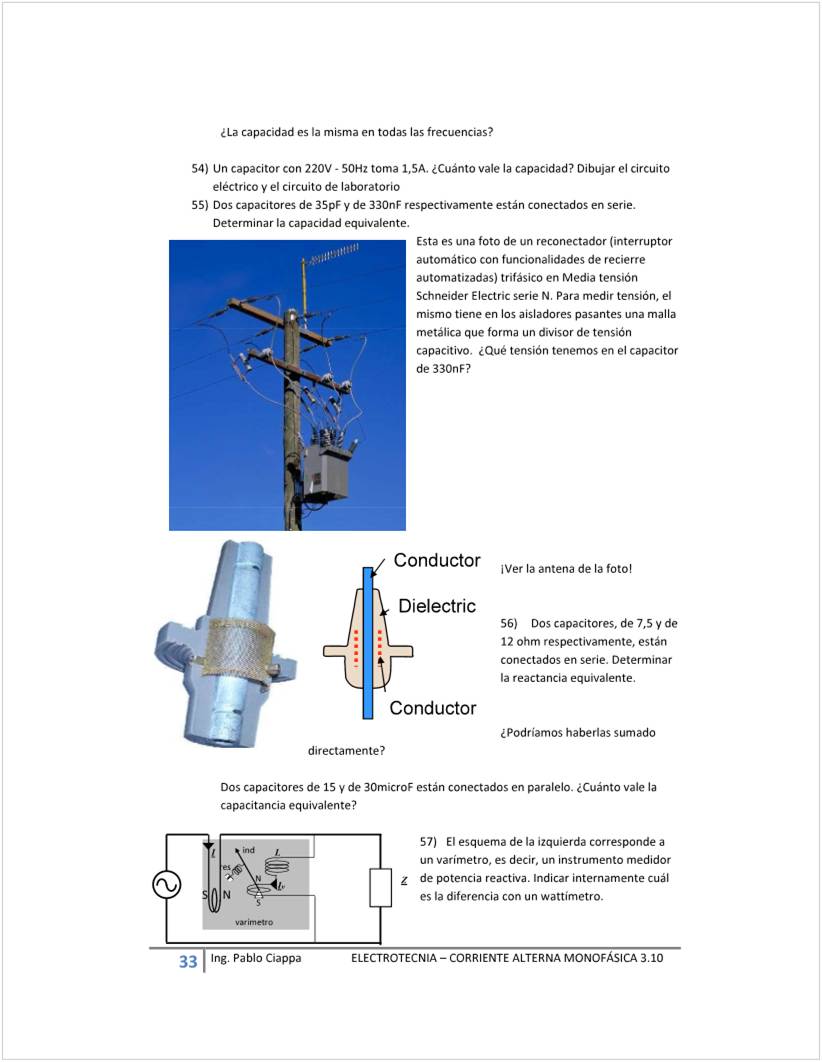 ¿La capacidad es la misma en todas las frecuencias?
54) Un capacitor con 220V - 50Hz toma 1,5A. ¿Cuánto vale la capacidad? Dibujar el circuito
eléctrico y el circuito de laboratorio
55) Dos capacitores de 35pF y de 330nF respectivamente están conectados en serie.
Determinar la capacidad equivalente.
Esta es una foto de un reconectador (interruptor
automático con funcionalidades de recierre
automatizadas) trifásico en Media tensión
Schneider Electric serie N. Para medir tensión, el
mismo tiene en los aisladores pasantes una malla
metálica que forma un divisor de tensión
capacitivo. ¿Qué tensión tenemos en el capacitor
de 330nF?
Conductor
Dielectric
Conductor
¡Ver la antena de la foto!
56) Dos capacitores, de 7,5 y de
12 ohm respectivamente, están
conectados en serie. Determinar
la reactancia equivalente.
¿Podríamos haberlas sumado
directamente?
Dos capacitores de 15 y de 30microF están conectados en paralelo. ¿Cuánto vale la
capacitancia equivalente?
I
ind
L
res
N
Iv
S
N
S
Z
varímetro
57) El esquema de la izquierda corresponde a
un varímetro, es decir, un instrumento medidor
de potencia reactiva. Indicar internamente cuál
es la diferencia con un wattímetro.
33 Ing. Pablo Ciappa ELECTROTECNIA – CORRIENTE ALTERNA MONOFÁSICA 3.10